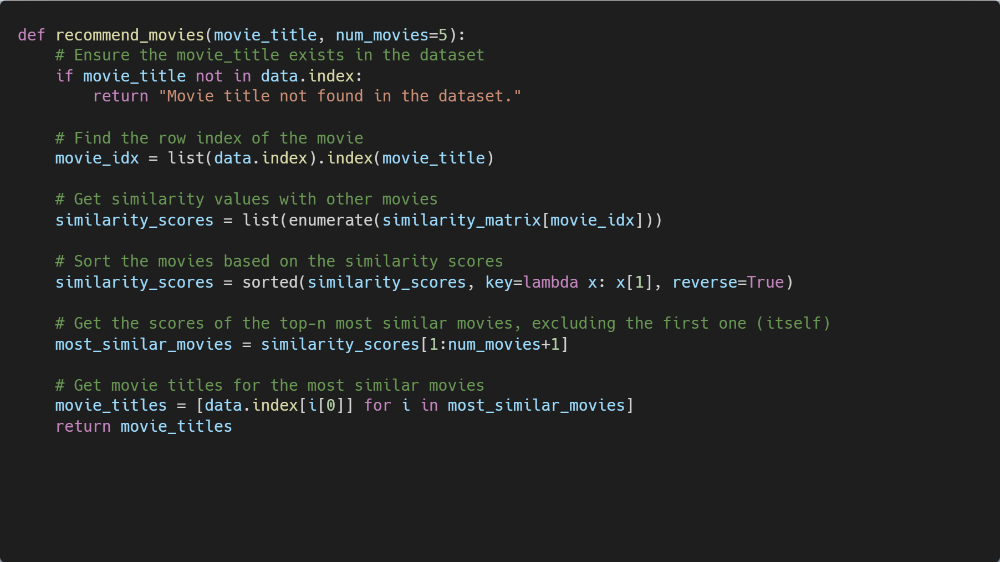 def recommend_movies(movie_title, num_movies=5):
    # Ensure the movie_title exists in the dataset
    if movie_title not in data.index:
        return "Movie title not found in the dataset."

    # Find the row index of the movie
    movie_idx = list(data.index).index(movie_title)

    # Get similarity values with other movies
    similarity_scores = list(enumerate(similarity_matrix[movie_idx]))

    # Sort the movies based on the similarity scores
    similarity_scores = sorted(similarity_scores, key=lambda x: x[1], reverse=True)

    # Get the scores of the top-n most similar movies, excluding the first one (itself)
    most_similar_movies = similarity_scores[1:num_movies+1]

    # Get movie titles for the most similar movies
    movie_titles = [data.index[i[0]] for i in most_similar_movies]
    return movie_titles